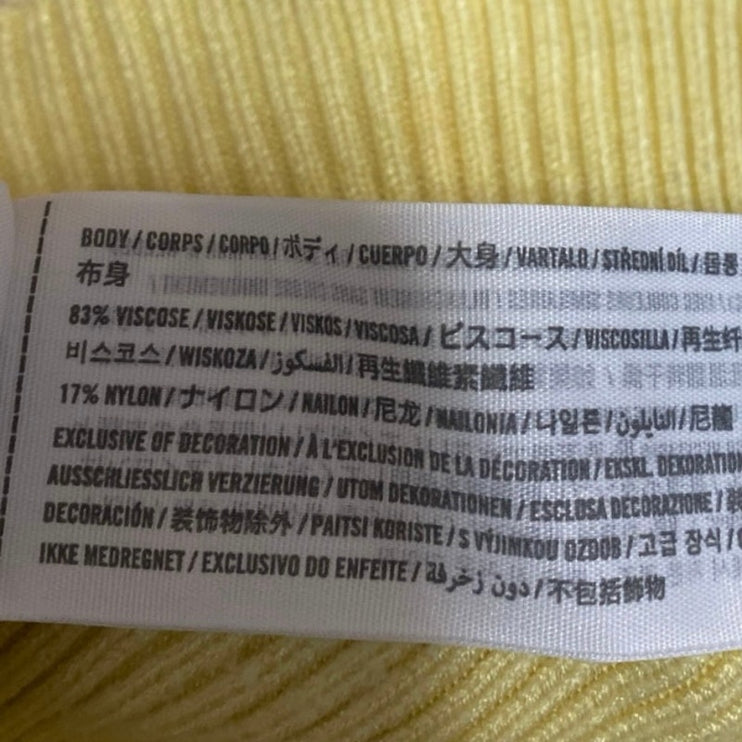 BODY / CORPS / CORPO / ボディ / CUERPO / 大身 / VARTALO / STŘEDNÍ DÍL / 몸통
布身
83% VISCOSE / VISKOSE / VISKOS / VISCOSA / ビスコース / VISCOSILLA / 再生纤
비스코스 / WISKOZA / الفسكوز / 再生纖維素纖維
17% NYLON / ナイロン / NAILON / 尼龙 / NAILONIA / 나일론 / النايلون / 尼龍
EXCLUSIVE OF DECORATION / À L'EXCLUSION DE LA DÉCORATION / EKSKL. DEKORATION
AUSSCHLIESSLICH VERZIERUNG / UTOM DEKORATIONEN / ESCLUSA DECORAZIONE /
DECORACIÓN / 装饰物除外 / PAITSI KORISTE / S VÝJIMKOU OZDOB / 고급 장식 /
IKKE MEDREGNET / EXCLUSIVO DO ENFEITE / دون زخرفة / 不包括飾物